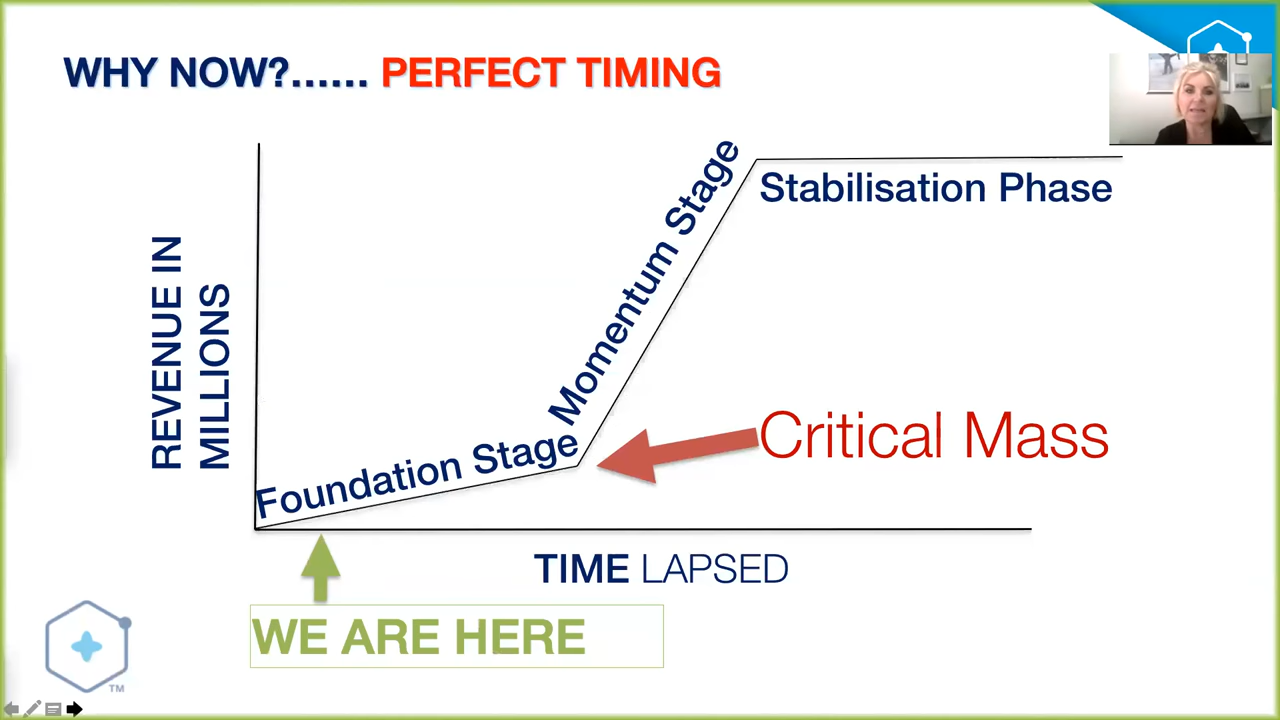 WHY NOW?...... PERFECT TIMING
REVENUE IN
MILLIONS
Foundation Stage
Momentum Stage
Stabilisation Phase
Critical Mass
TIME LAPSED
WE ARE HERE
TM